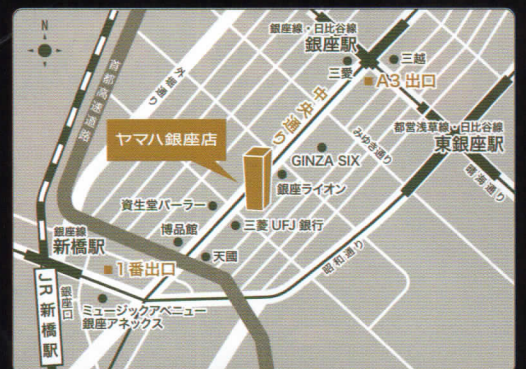 N
銀座線・日比谷線
銀座駅
三越
三愛
A3 出口
首都高速道路
外堀通り
中央通り
みゆき通り
都営浅草線・日比谷線
東銀座駅
晴海通り
ヤマハ銀座店
GINZA SIX
銀座ライオン
資生堂パーラー
三菱 UFJ 銀行
博品館
天國
昭和通り
銀座線
新橋駅
1番出口
JR 新橋駅
銀座口
ミュージックアベニュー
銀座アネックス